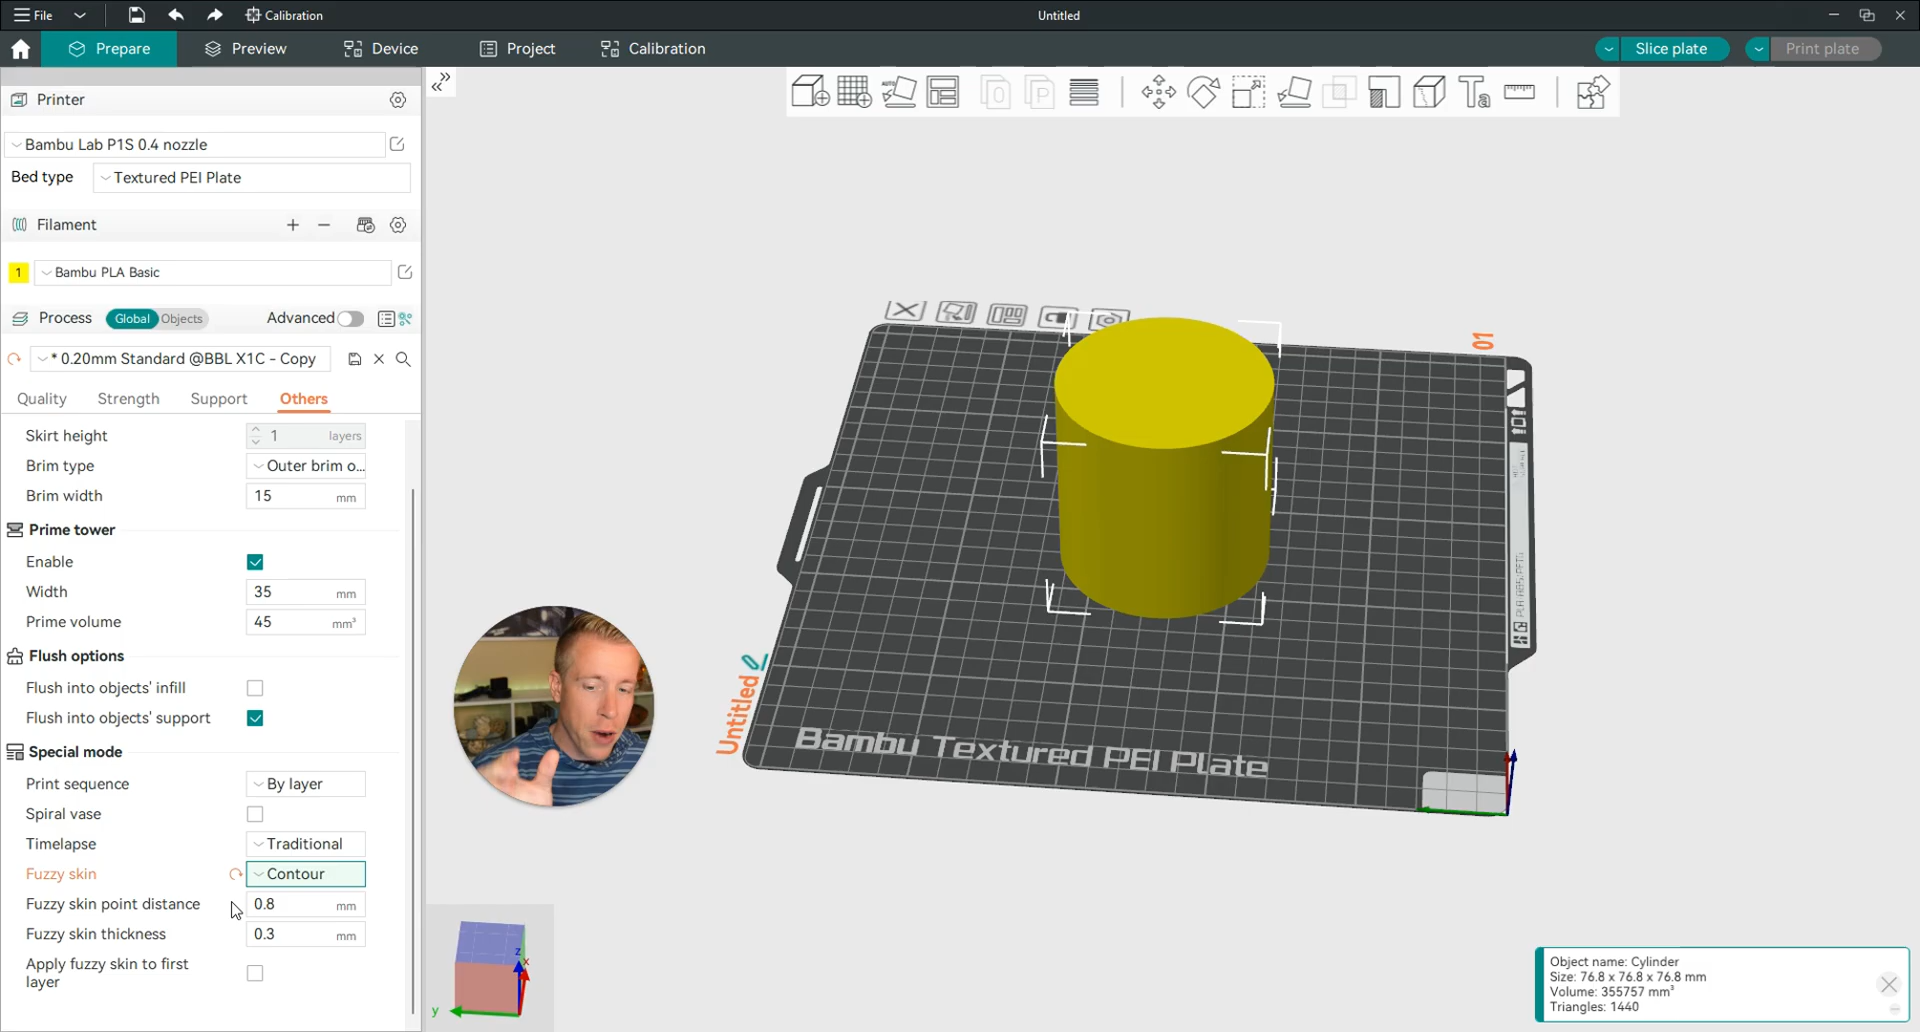 File
Calibration
Untitled
Prepare
Preview
Device
Project
Calibration
Slice plate
Print plate
Printer
Bambu Lab P1S 0.4 nozzle
Bed type
Textured PEI Plate
Filament
1
Bambu PLA Basic
Process
Global
Objects
Advanced
* 0.20mm Standard @BBL X1C - Copy
Quality
Strength
Support
Others
Skirt height
1 layers
Brim type
Outer brim o...
Brim width
15 mm
Prime tower
Enable
Width
35 mm
Prime volume
45 mm³
Flush options
Flush into objects' infill
Flush into objects' support
Special mode
Print sequence
By layer
Spiral vase
Timelapse
Traditional
Fuzzy skin
Contour
Fuzzy skin point distance
0.8 mm
Fuzzy skin thickness
0.3 mm
Apply fuzzy skin to first
layer
01
Untitled
Bambu Textured PEI Plate
PLA/ABS/PETG
z
x
y
Object name: Cylinder
Size: 76.8 x 76.8 x 76.8 mm
Volume: 355757 mm³
Triangles: 1440